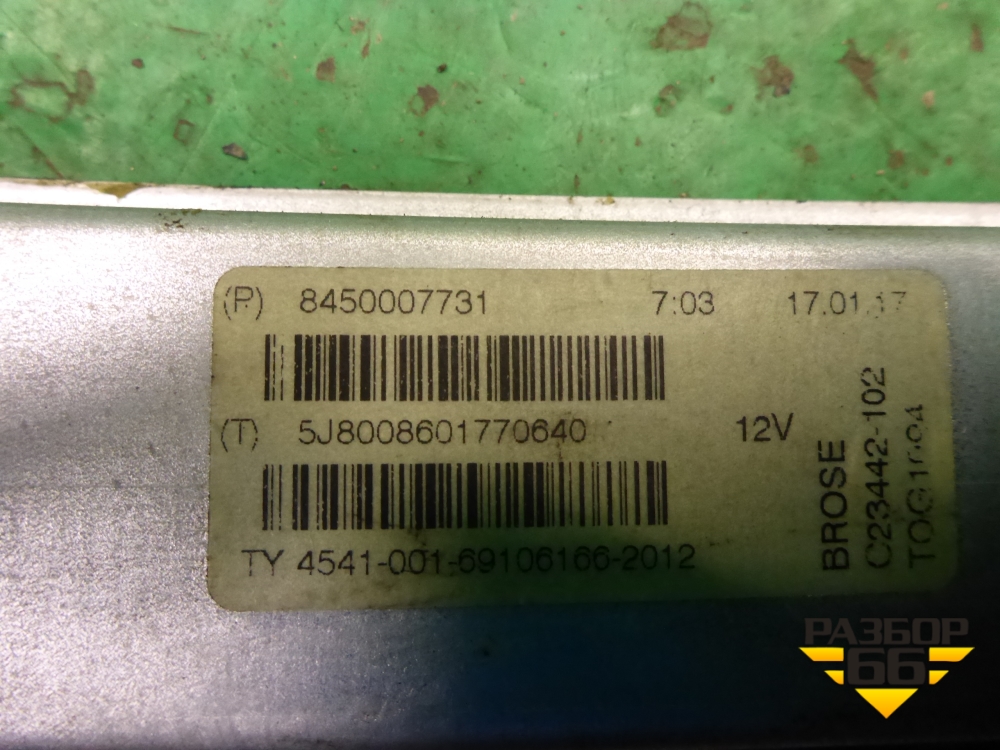 (P) 8450007731 7:03 17.01.17
(T) 5J8008601770640 12V
TY 4541-001-69106166-2012
BROSE
C23442-102
РАЗБОР
66